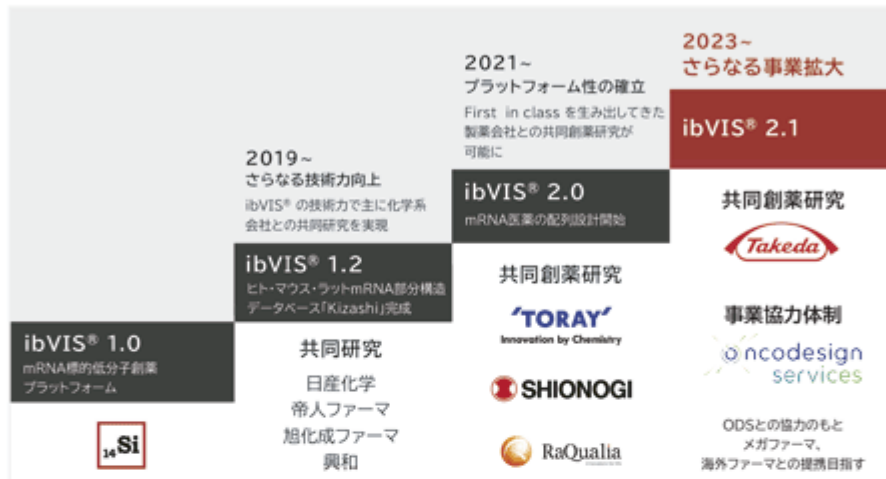 ibVIS® 1.0
mRNA標的低分子創薬
プラットフォーム
14Si
2019~
さらなる技術力向上
ibVIS® の技術力で主に化学系
会社との共同研究を実現
ibVIS® 1.2
ヒト・マウス・ラットmRNA部分構造
データベース「Kizashi」完成
共同研究
日産化学
帝人ファーマ
旭化成ファーマ
興和
2021~
プラットフォーム性の確立
First in class を生み出してきた
製薬会社との共同創薬研究が
可能に
ibVIS® 2.0
mRNA医薬の配列設計開始
共同創薬研究
'TORAY'
Innovation by Chemistry
SHIONOGI
RaQualia
2023~
さらなる事業拡大
ibVIS® 2.1
共同創薬研究
Takeda
事業協力体制
oncodesign
services
ODSとの協力のもと
メガファーマ、
海外ファーマとの提携目指す